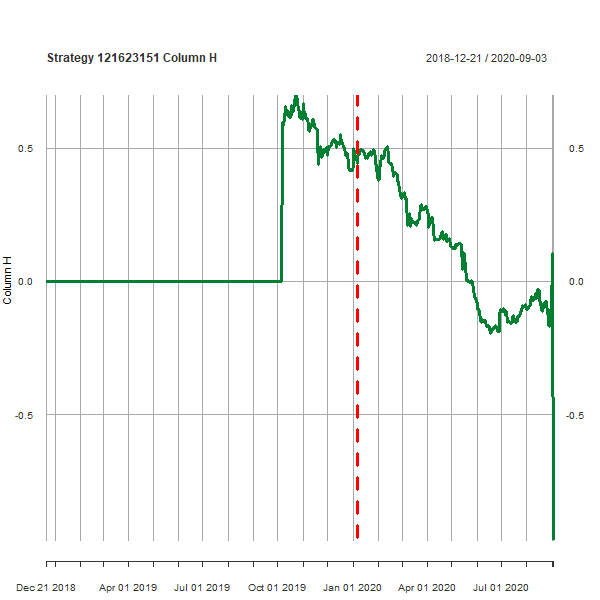 Strategy 121623151 Column H
2018-12-21 / 2020-09-03
0.5
0.5
0.0
0.0
-0.5
-0.5
Column H
Dec 21 2018
Apr 01 2019
Jul 01 2019
Oct 01 2019
Jan 01 2020
Apr 01 2020
Jul 01 2020